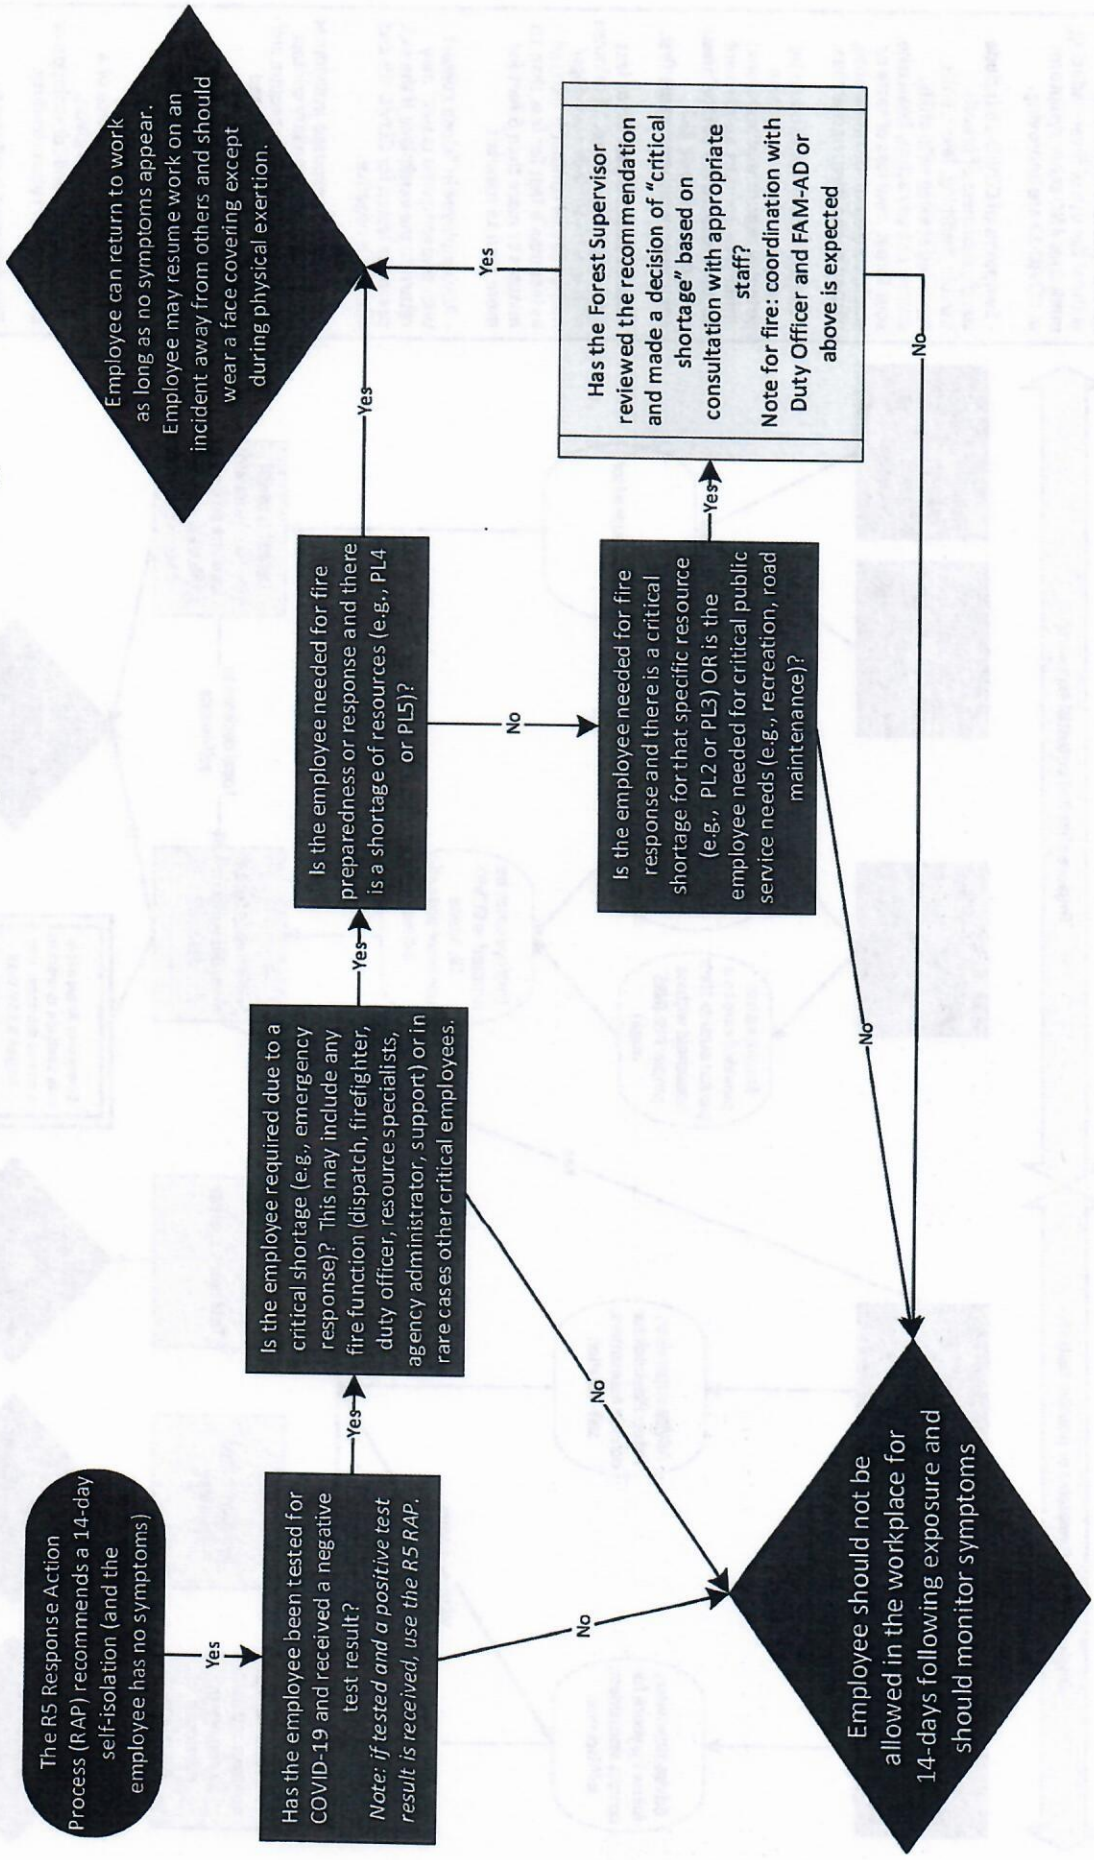 The R5 Response Action
Process (RAP) recommends a 14-day
self-isolation (and the
employee has no symptoms)
Yes
Has the employee been tested for
COVID-19 and received a negative
test result?
Note: if tested and a positive test
result is received, use the R5 RAP.
Yes
No
Is the employee required due to a
critical shortage (e.g., emergency
response)? This may include any
fire function (dispatch, firefighter,
duty officer, resource specialists,
agency administrator, support) or in
rare cases other critical employees.
Yes
No
Is the employee needed for fire
preparedness or response and there
is a shortage of resources (e.g., PL4
or PL5)?
Yes
No
Is the employee needed for fire
response and there is a critical
shortage for that specific resource
(e.g., PL2 or PL3) OR is the
employee needed for critical public
service needs (e.g., recreation, road
maintenance)?
Yes
No
Has the Forest Supervisor
reviewed the recommendation
and made a decision of "critical
shortage" based on
consultation with appropriate
staff?
Note for fire: coordination with
Duty Officer and FAM-AD or
above is expected
Yes
No
Employee can return to work
as long as no symptoms appear.
Employee may resume work on an
incident away from others and should
wear a face covering except
during physical exertion.
Employee should not be
allowed in the workplace for
14-days following exposure and
should monitor symptoms